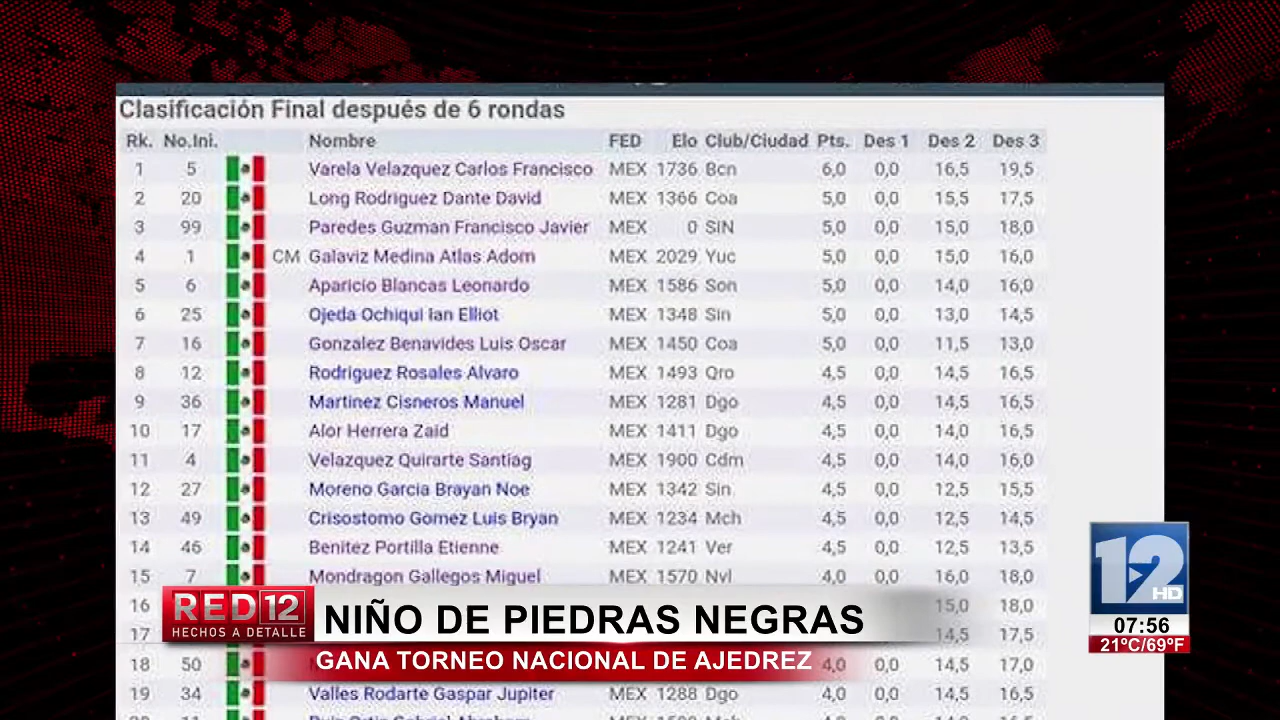 Clasificación Final después de 6 rondas
Rk. No.Ini. Nombre FED Elo Club/Ciudad Pts. Des 1 Des 2 Des 3
1 5 Varela Velazquez Carlos Francisco MEX 1736 Bcn 6,0 0,0 16,5 19,5
2 20 Long Rodriguez Dante David MEX 1366 Coa 5,0 0,0 15,5 17,5
3 99 Paredes Guzman Francisco Javier MEX 0 SIN 5,0 0,0 15,0 18,0
4 1 CM Galaviz Medina Atlas Adom MEX 2029 Yuc 5,0 0,0 15,0 16,0
5 6 Aparicio Blancas Leonardo MEX 1586 Son 5,0 0,0 14,0 16,0
6 25 Ojeda Ochiqui Ian Elliot MEX 1348 Sin 5,0 0,0 13,0 14,5
7 16 Gonzalez Benavides Luis Oscar MEX 1450 Coa 5,0 0,0 11,5 13,0
8 12 Rodriguez Rosales Alvaro MEX 1493 Qro 4,5 0,0 14,5 16,5
9 36 Martinez Cisneros Manuel MEX 1281 Dgo 4,5 0,0 14,5 16,5
10 17 Alor Herrera Zaid MEX 1411 Dgo 4,5 0,0 14,0 16,5
11 4 Velazquez Quirarte Santiag MEX 1900 Cdm 4,5 0,0 14,0 16,0
12 27 Moreno Garcia Brayan Noe MEX 1342 Sin 4,5 0,0 12,5 15,5
13 49 Crisostomo Gomez Luis Bryan MEX 1234 Mch 4,5 0,0 12,5 14,5
14 46 Benitez Portilla Etienne MEX 1241 Ver 4,5 0,0 12,5 13,5
15 7 Mondragon Gallegos Miguel MEX 1570 Nvl 4,0 0,0 16,0 18,0
16 15,0 18,0
17 14,5 17,5
18 50 4,0 0,0 14,5 17,0
19 34 Valles Rodarte Gaspar Jupiter MEX 1288 Dgo 4,0 0,0 14,5 16,5
RED 12
HECHOS A DETALLE
NIÑO DE PIEDRAS NEGRAS
GANA TORNEO NACIONAL DE AJEDREZ
12
HD
07:56
21°C/69°F